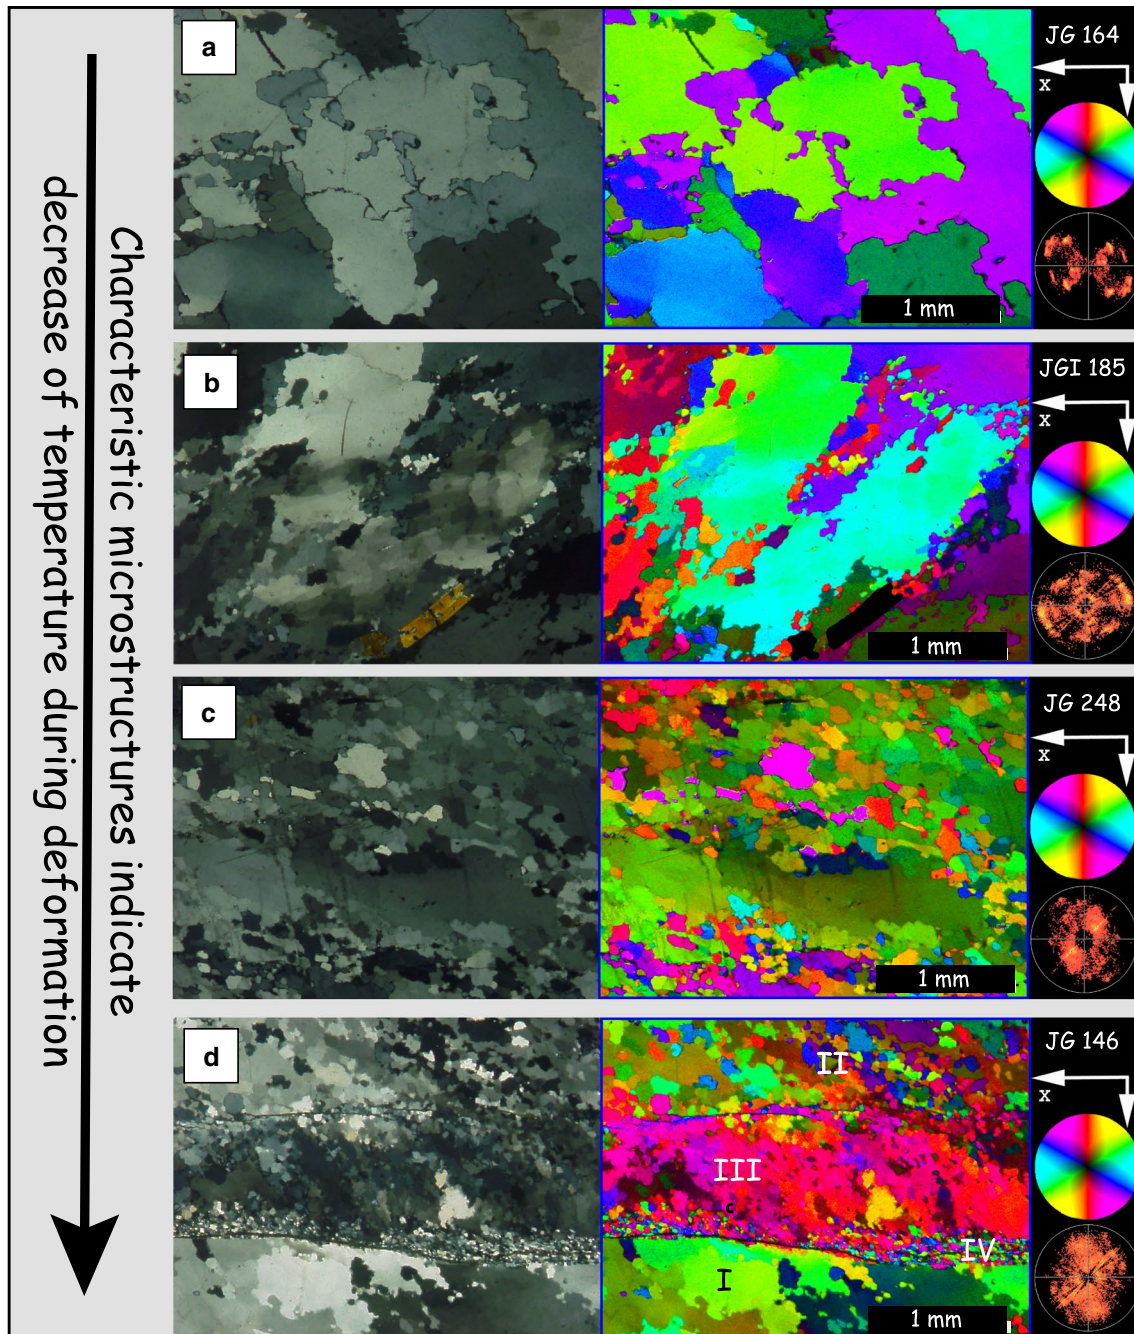 Characteristic microstructures indicate
decrease of temperature during deformation
a
JG 164
X
1 mm
b
JGI 185
X
1 mm
c
JG 248
X
1 mm
d
JG 146
X
II
III
c
IV
I
1 mm